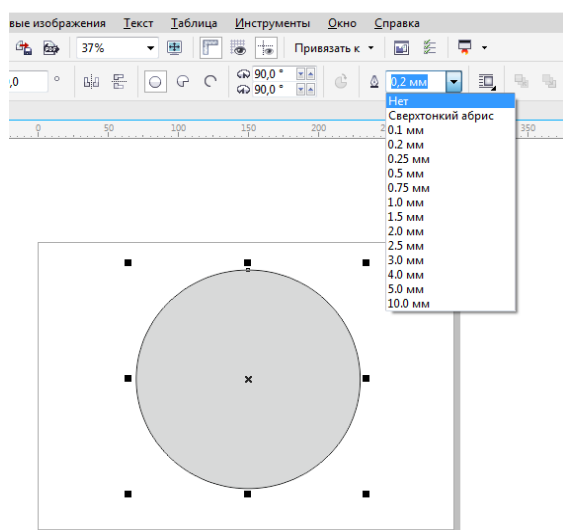 вые изображения Текст Таблица Инструменты Окно Справка
37% Привязать к
,0 ° 90,0 ° 0,2 мм
90,0 °
0 50 100 150 200 2 350
Нет
Сверхтонкий абрис
0.1 мм
0.2 мм
0.25 мм
0.5 мм
0.75 мм
1.0 мм
1.5 мм
2.0 мм
2.5 мм
3.0 мм
4.0 мм
5.0 мм
10.0 мм